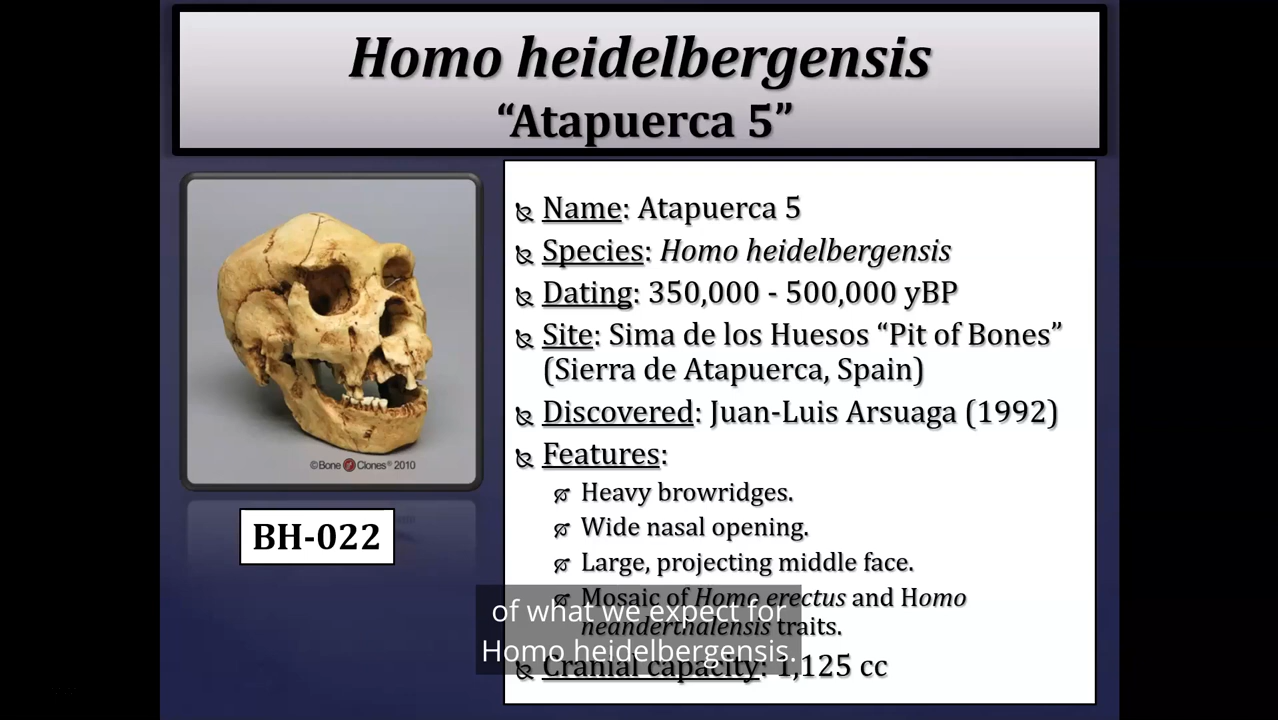 Homo heidelbergensis
“Atapuerca 5”
Name: Atapuerca 5
Species: Homo heidelbergensis
Dating: 350,000 - 500,000 yBP
Site: Sima de los Huesos “Pit of Bones”
(Sierra de Atapuerca, Spain)
Discovered: Juan-Luis Arsuaga (1992)
Features:
Heavy browridges.
Wide nasal opening.
Large, projecting middle face.
Mosaic of Homo erectus and Homo
neanderthalensis traits.
Cranial capacity: 1,125 cc
©Bone Clones® 2010
BH-022
of what we expect for
Homo heidelbergensis.